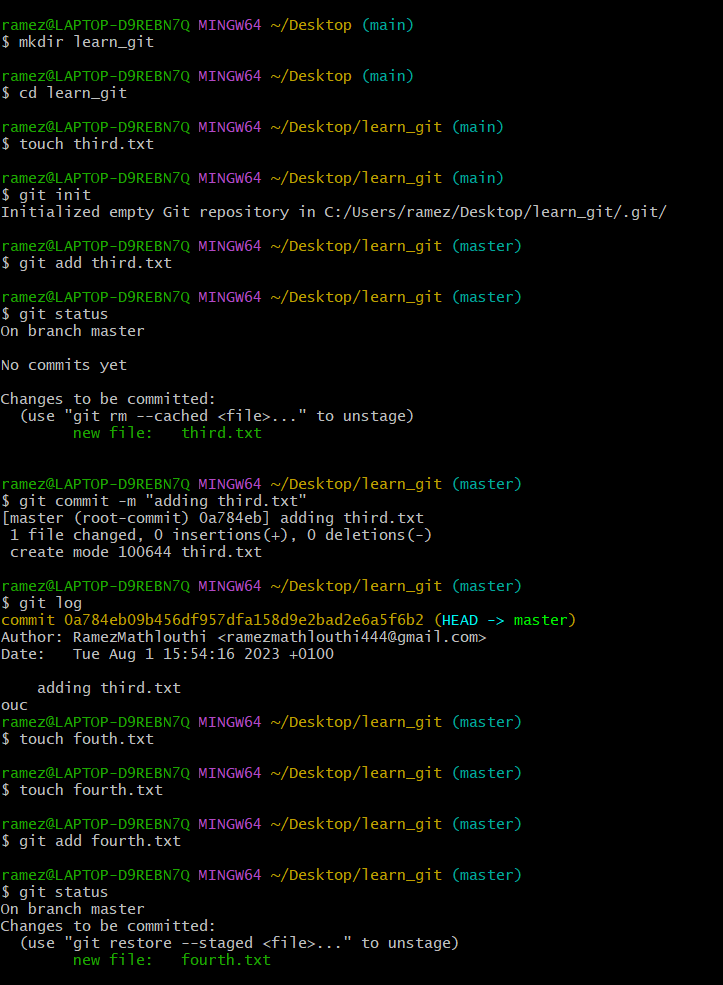 ramez@LAPTOP-D9REBN7Q MINGW64 ~/Desktop (main)
$ mkdir learn_git
ramez@LAPTOP-D9REBN7Q MINGW64 ~/Desktop (main)
$ cd learn_git
ramez@LAPTOP-D9REBN7Q MINGW64 ~/Desktop/learn_git (main)
$ touch third.txt
ramez@LAPTOP-D9REBN7Q MINGW64 ~/Desktop/learn_git (main)
$ git init
Initialized empty Git repository in C:/Users/ramez/Desktop/learn_git/.git/
ramez@LAPTOP-D9REBN7Q MINGW64 ~/Desktop/learn_git (master)
$ git add third.txt
ramez@LAPTOP-D9REBN7Q MINGW64 ~/Desktop/learn_git (master)
$ git status
On branch master
No commits yet
Changes to be committed:
  (use "git rm --cached <file>..." to unstage)
        new file:   third.txt
ramez@LAPTOP-D9REBN7Q MINGW64 ~/Desktop/learn_git (master)
$ git commit -m "adding third.txt"
[master (root-commit) 0a784eb] adding third.txt
 1 file changed, 0 insertions(+), 0 deletions(-)
 create mode 100644 third.txt
ramez@LAPTOP-D9REBN7Q MINGW64 ~/Desktop/learn_git (master)
$ git log
commit 0a784eb09b456df957dfa158d9e2bad2e6a5f6b2 (HEAD -> master)
Author: RamezMathlouthi <ramezmathlouthi444@gmail.com>
Date:   Tue Aug 1 15:54:16 2023 +0100
    adding third.txt
ouc
ramez@LAPTOP-D9REBN7Q MINGW64 ~/Desktop/learn_git (master)
$ touch fouth.txt
ramez@LAPTOP-D9REBN7Q MINGW64 ~/Desktop/learn_git (master)
$ touch fourth.txt
ramez@LAPTOP-D9REBN7Q MINGW64 ~/Desktop/learn_git (master)
$ git add fourth.txt
ramez@LAPTOP-D9REBN7Q MINGW64 ~/Desktop/learn_git (master)
$ git status
On branch master
Changes to be committed:
  (use "git restore --staged <file>..." to unstage)
        new file:   fourth.txt